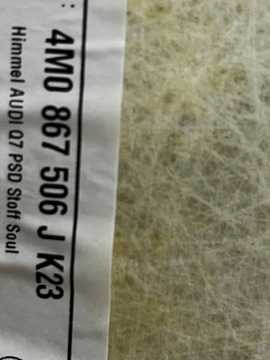 : 4M0 867 506 J K23
Himmel AUDI Q7 PSD Stoff Soul